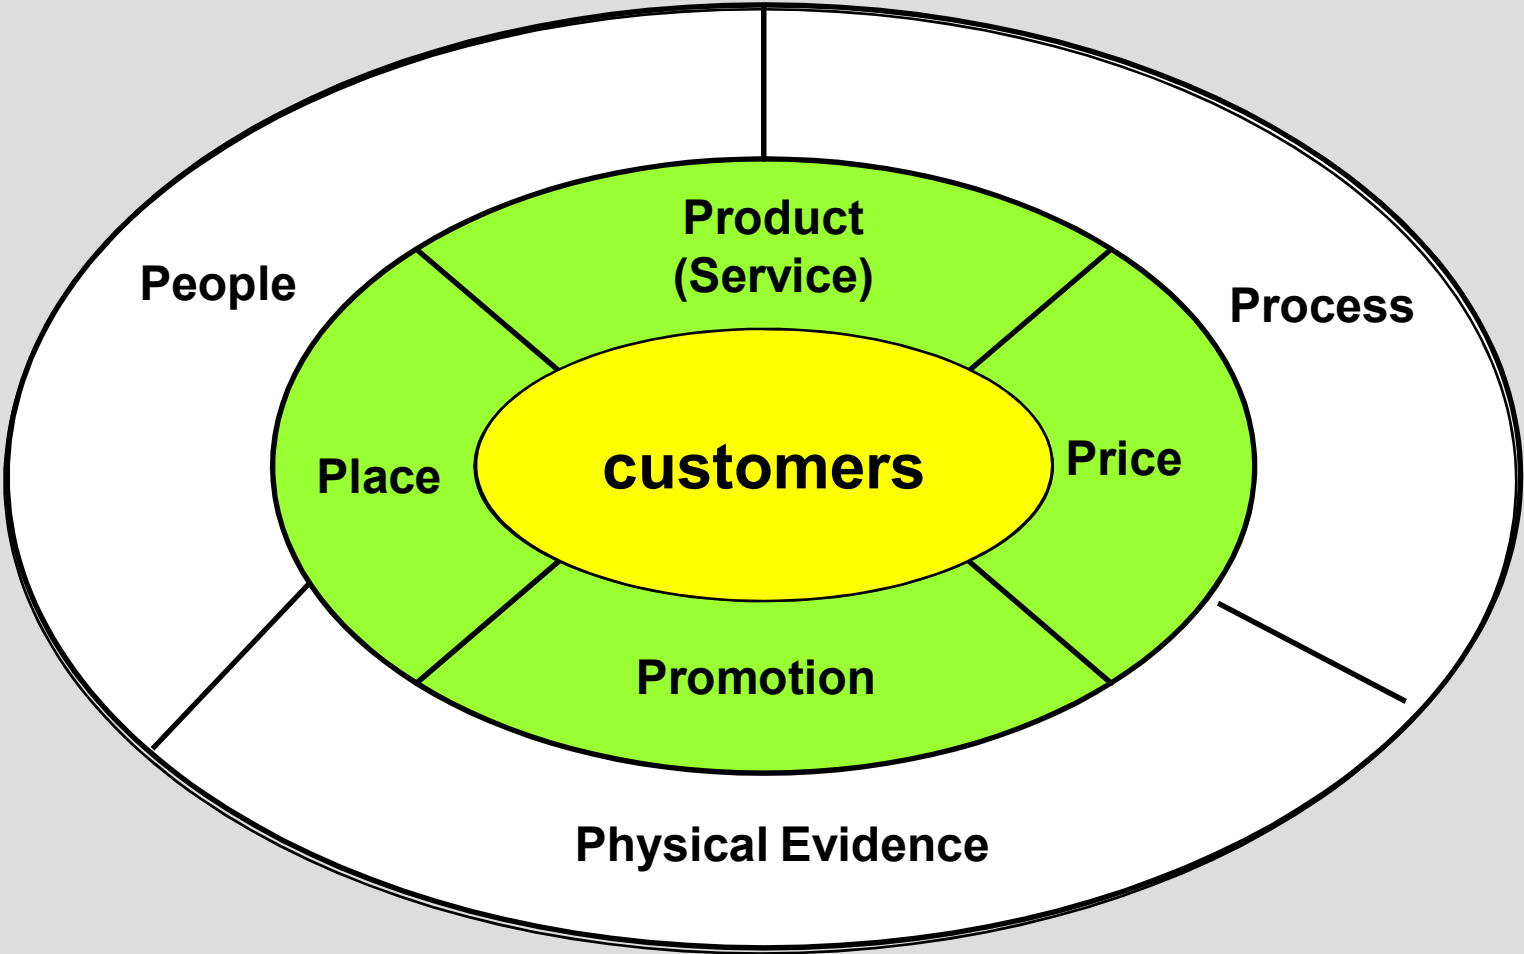 Product
(Service)
People
Process
Place
customers
Price
Promotion
Physical Evidence